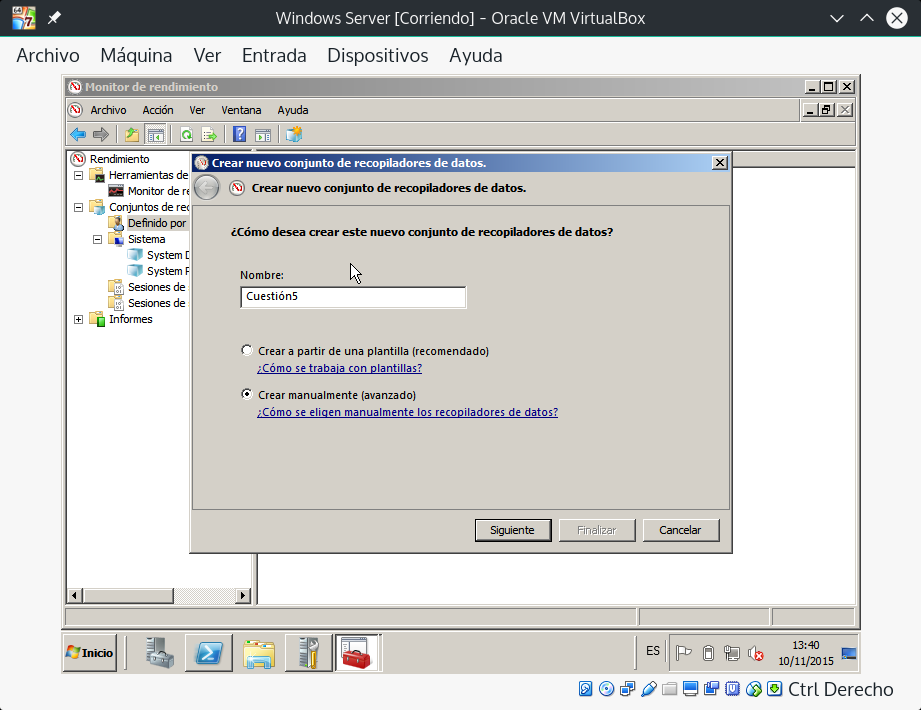 Windows Server [Corriendo] - Oracle VM VirtualBox
Archivo Máquina Ver Entrada Dispositivos Ayuda
Monitor de rendimiento
Archivo Acción Ver Ventana Ayuda
Rendimiento
Herramientas de
Monitor de re
Conjuntos de rec
Definido por
Sistema
System D
System P
Sesiones de
Sesiones de
Informes
Crear nuevo conjunto de recopiladores de datos.
Crear nuevo conjunto de recopiladores de datos.
¿Cómo desea crear este nuevo conjunto de recopiladores de datos?
Nombre:
Cuestión5
Crear a partir de una plantilla (recomendado)
¿Cómo se trabaja con plantillas?
Crear manualmente (avanzado)
¿Cómo se eligen manualmente los recopiladores de datos?
Siguiente Finalizar Cancelar
Inicio
ES
13:40
10/11/2015
Ctrl Derecho